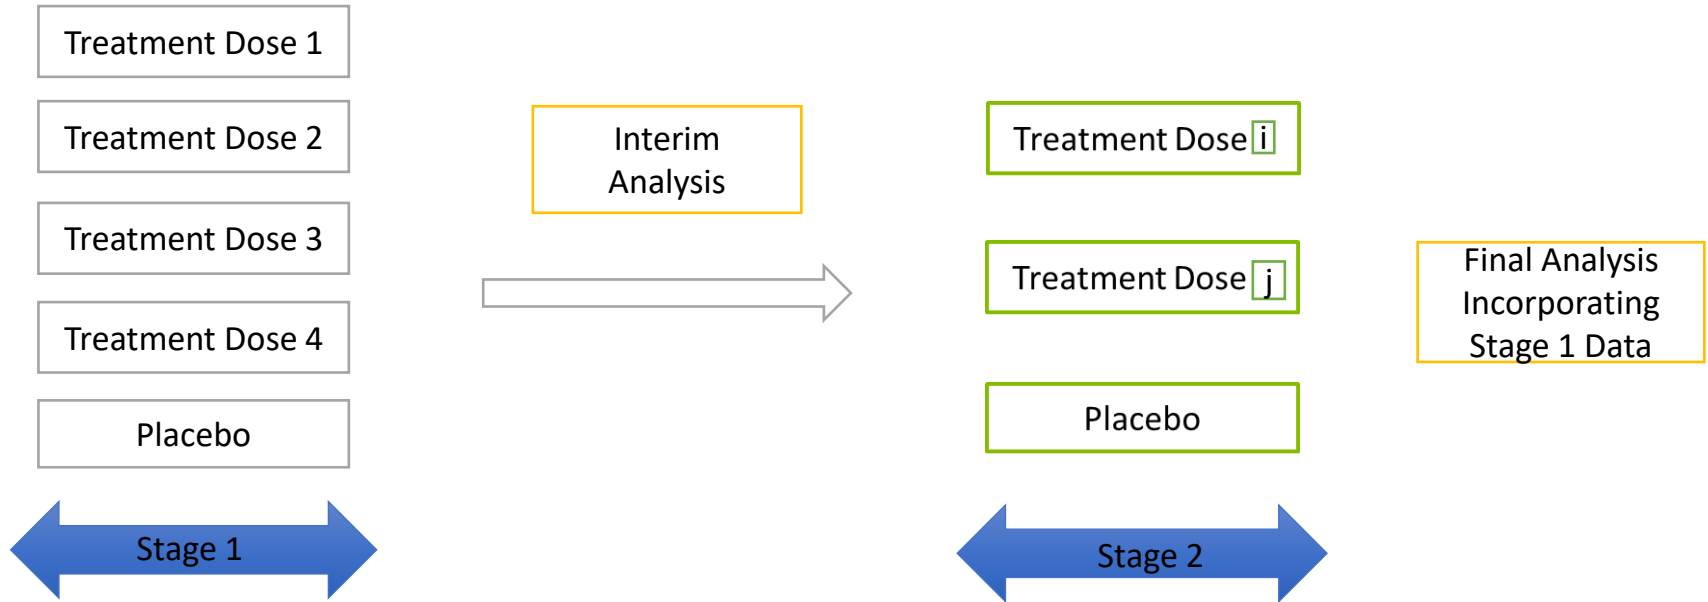 Treatment Dose 1
Treatment Dose 2
Treatment Dose 3
Treatment Dose 4
Placebo
Stage 1
Interim
Analysis
Treatment Dose i
Treatment Dose j
Placebo
Stage 2
Final Analysis
Incorporating
Stage 1 Data